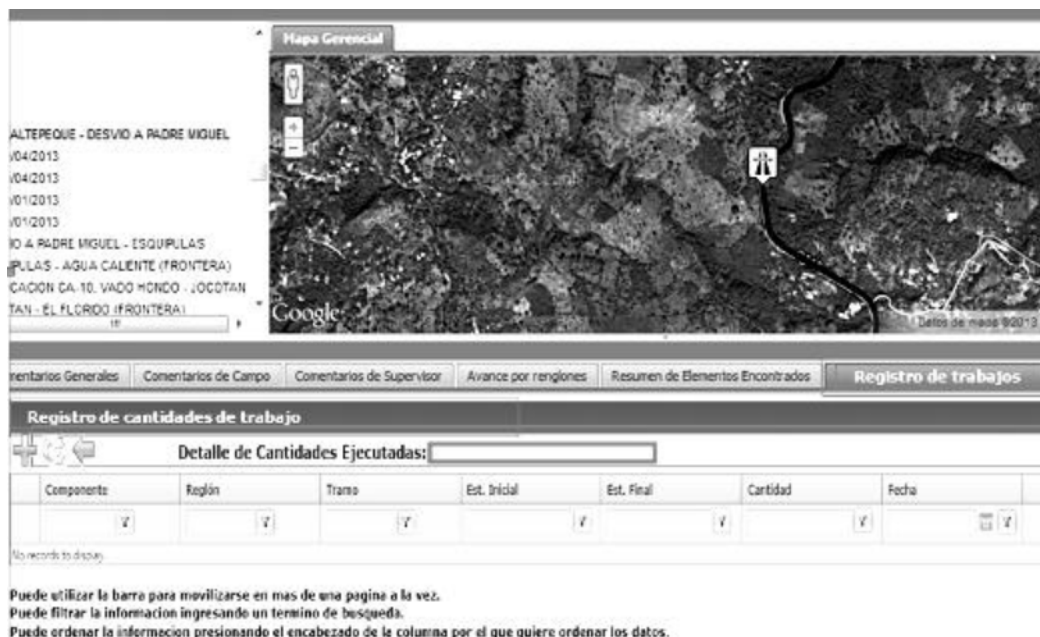 Mapa Gerencial
ALTEPEQUE - DESVIO A PADRE MIGUEL
/04/2013
/04/2013
/01/2013
/01/2013
IO A PADRE MIGUEL - ESQUIPULAS
IPULAS - AGUA CALIENTE (FRONTERA)
CACION CA-10. VADO HONDO - JOCOTAN
TAN - EL FLORIDO (FRONTERA)
Google
Datos de mapa ©2013
mentarios Generales Comentarios de Campo Comentarios de Supervisor Avance por renglones Resumen de Elementos Encontrados Registro de trabajos
Registro de cantidades de trabajo
Detalle de Cantidades Ejecutadas:
Componente Región Tramo Est. Inicial Est. Final Cantidad Fecha
No records to display.
Puede utilizar la barra para movilizarse en mas de una pagina a la vez.
Puede filtrar la informacion ingresando un termino de busqueda.
Puede ordenar la informacion presionando el encabezado de la columna por el que quiere ordenar los datos.